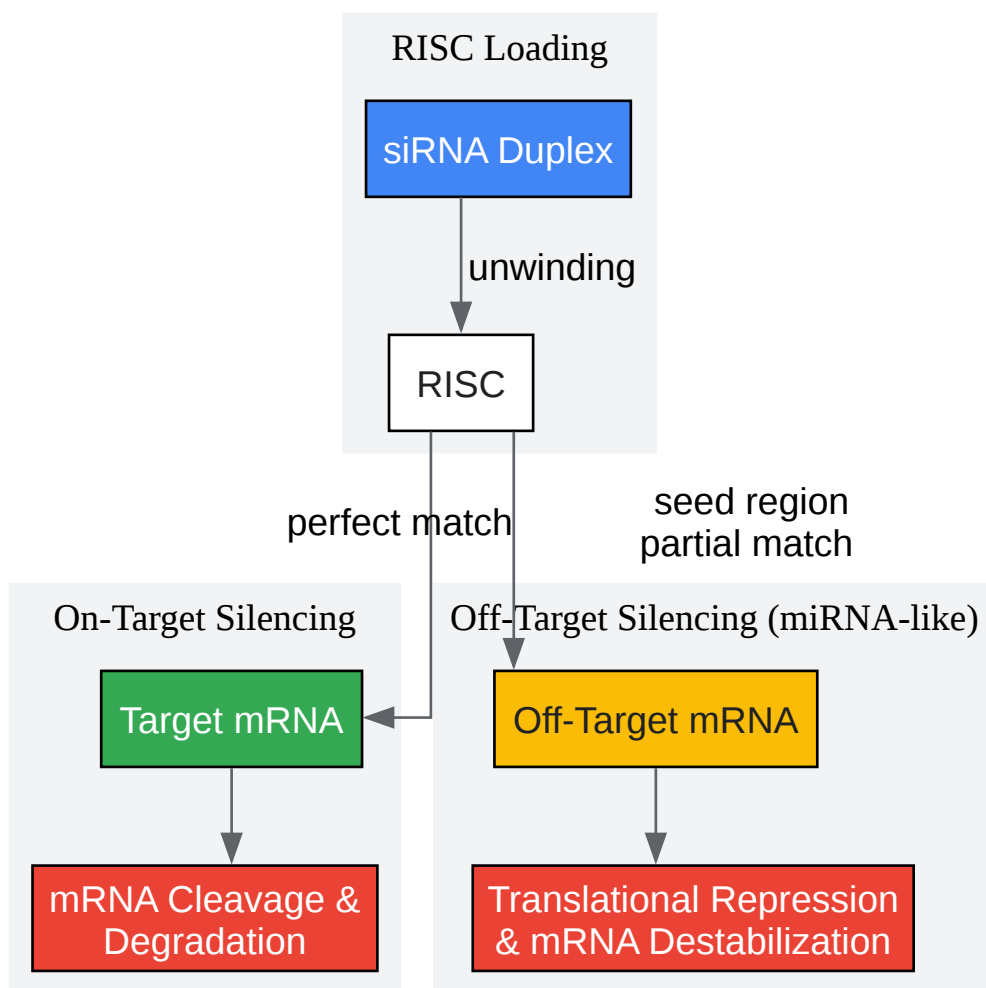 RISC Loading
siRNA Duplex
unwinding
RISC
perfect match
seed region
partial match
On-Target Silencing
Target mRNA
mRNA Cleavage &
Degradation
Off-Target Silencing (miRNA-like)
Off-Target mRNA
Translational Repression
& mRNA Destabilization